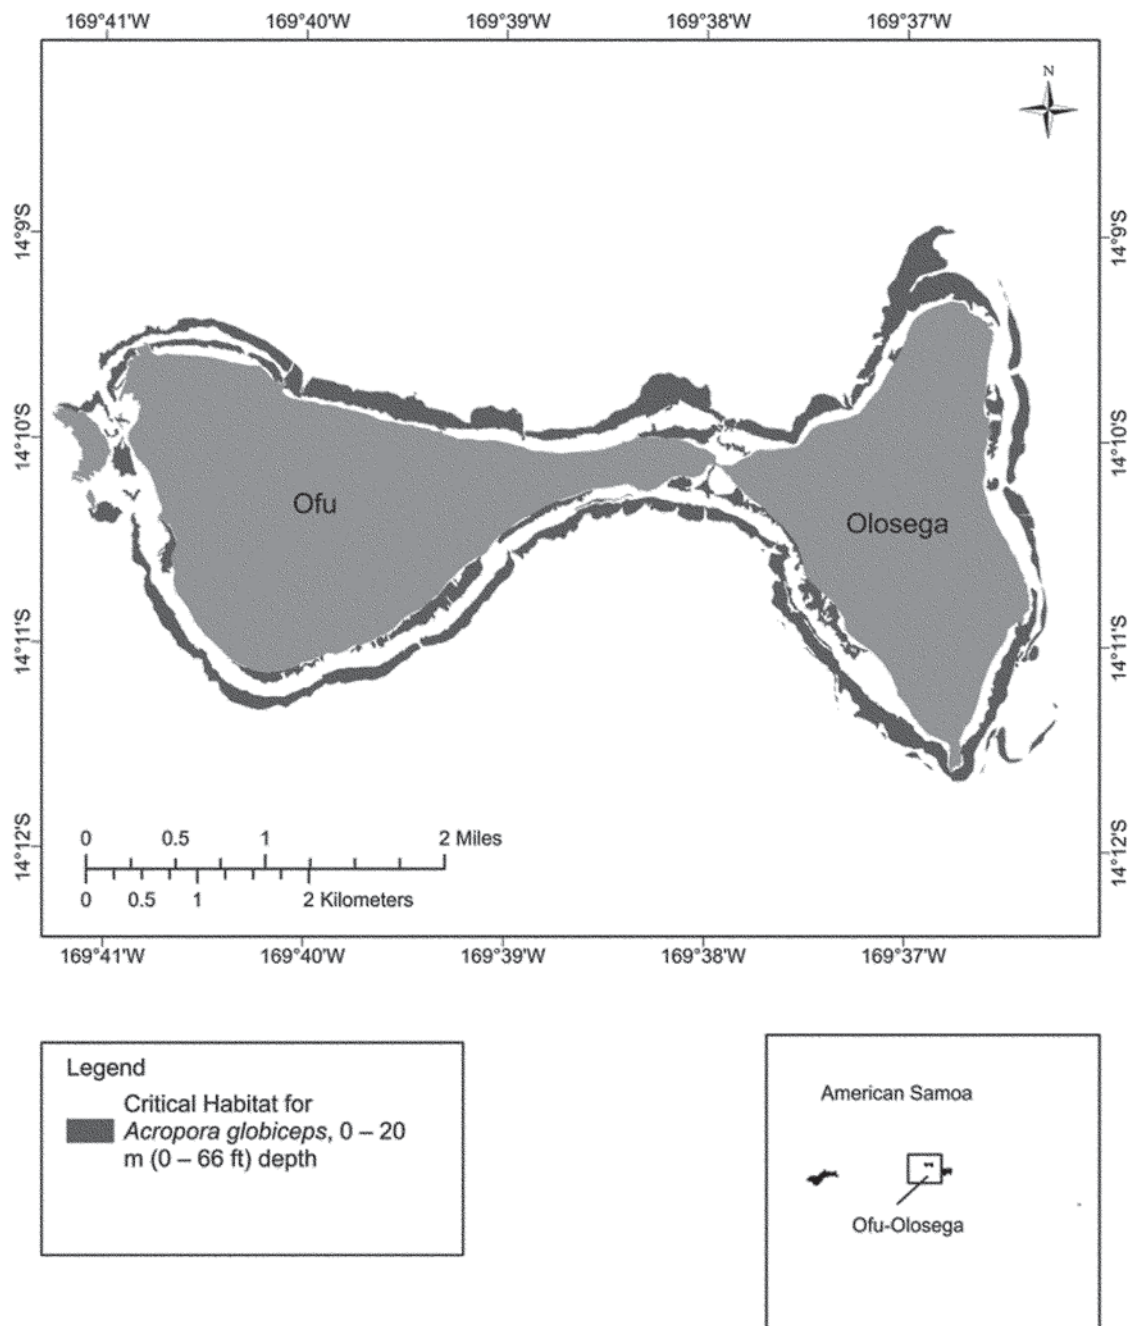 169°41'W 169°40'W 169°39'W 169°38'W 169°37'W
N
14°9'S 14°9'S
14°10'S 14°10'S
Ofu
Olosega
14°11'S 14°11'S
0 0.5 1 2 Miles
14°12'S 14°12'S
0 0.5 1 2 Kilometers
169°41'W 169°40'W 169°39'W 169°38'W 169°37'W
Legend
Critical Habitat for
Acropora globiceps, 0 – 20
m (0 – 66 ft) depth
American Samoa
Ofu-Olosega